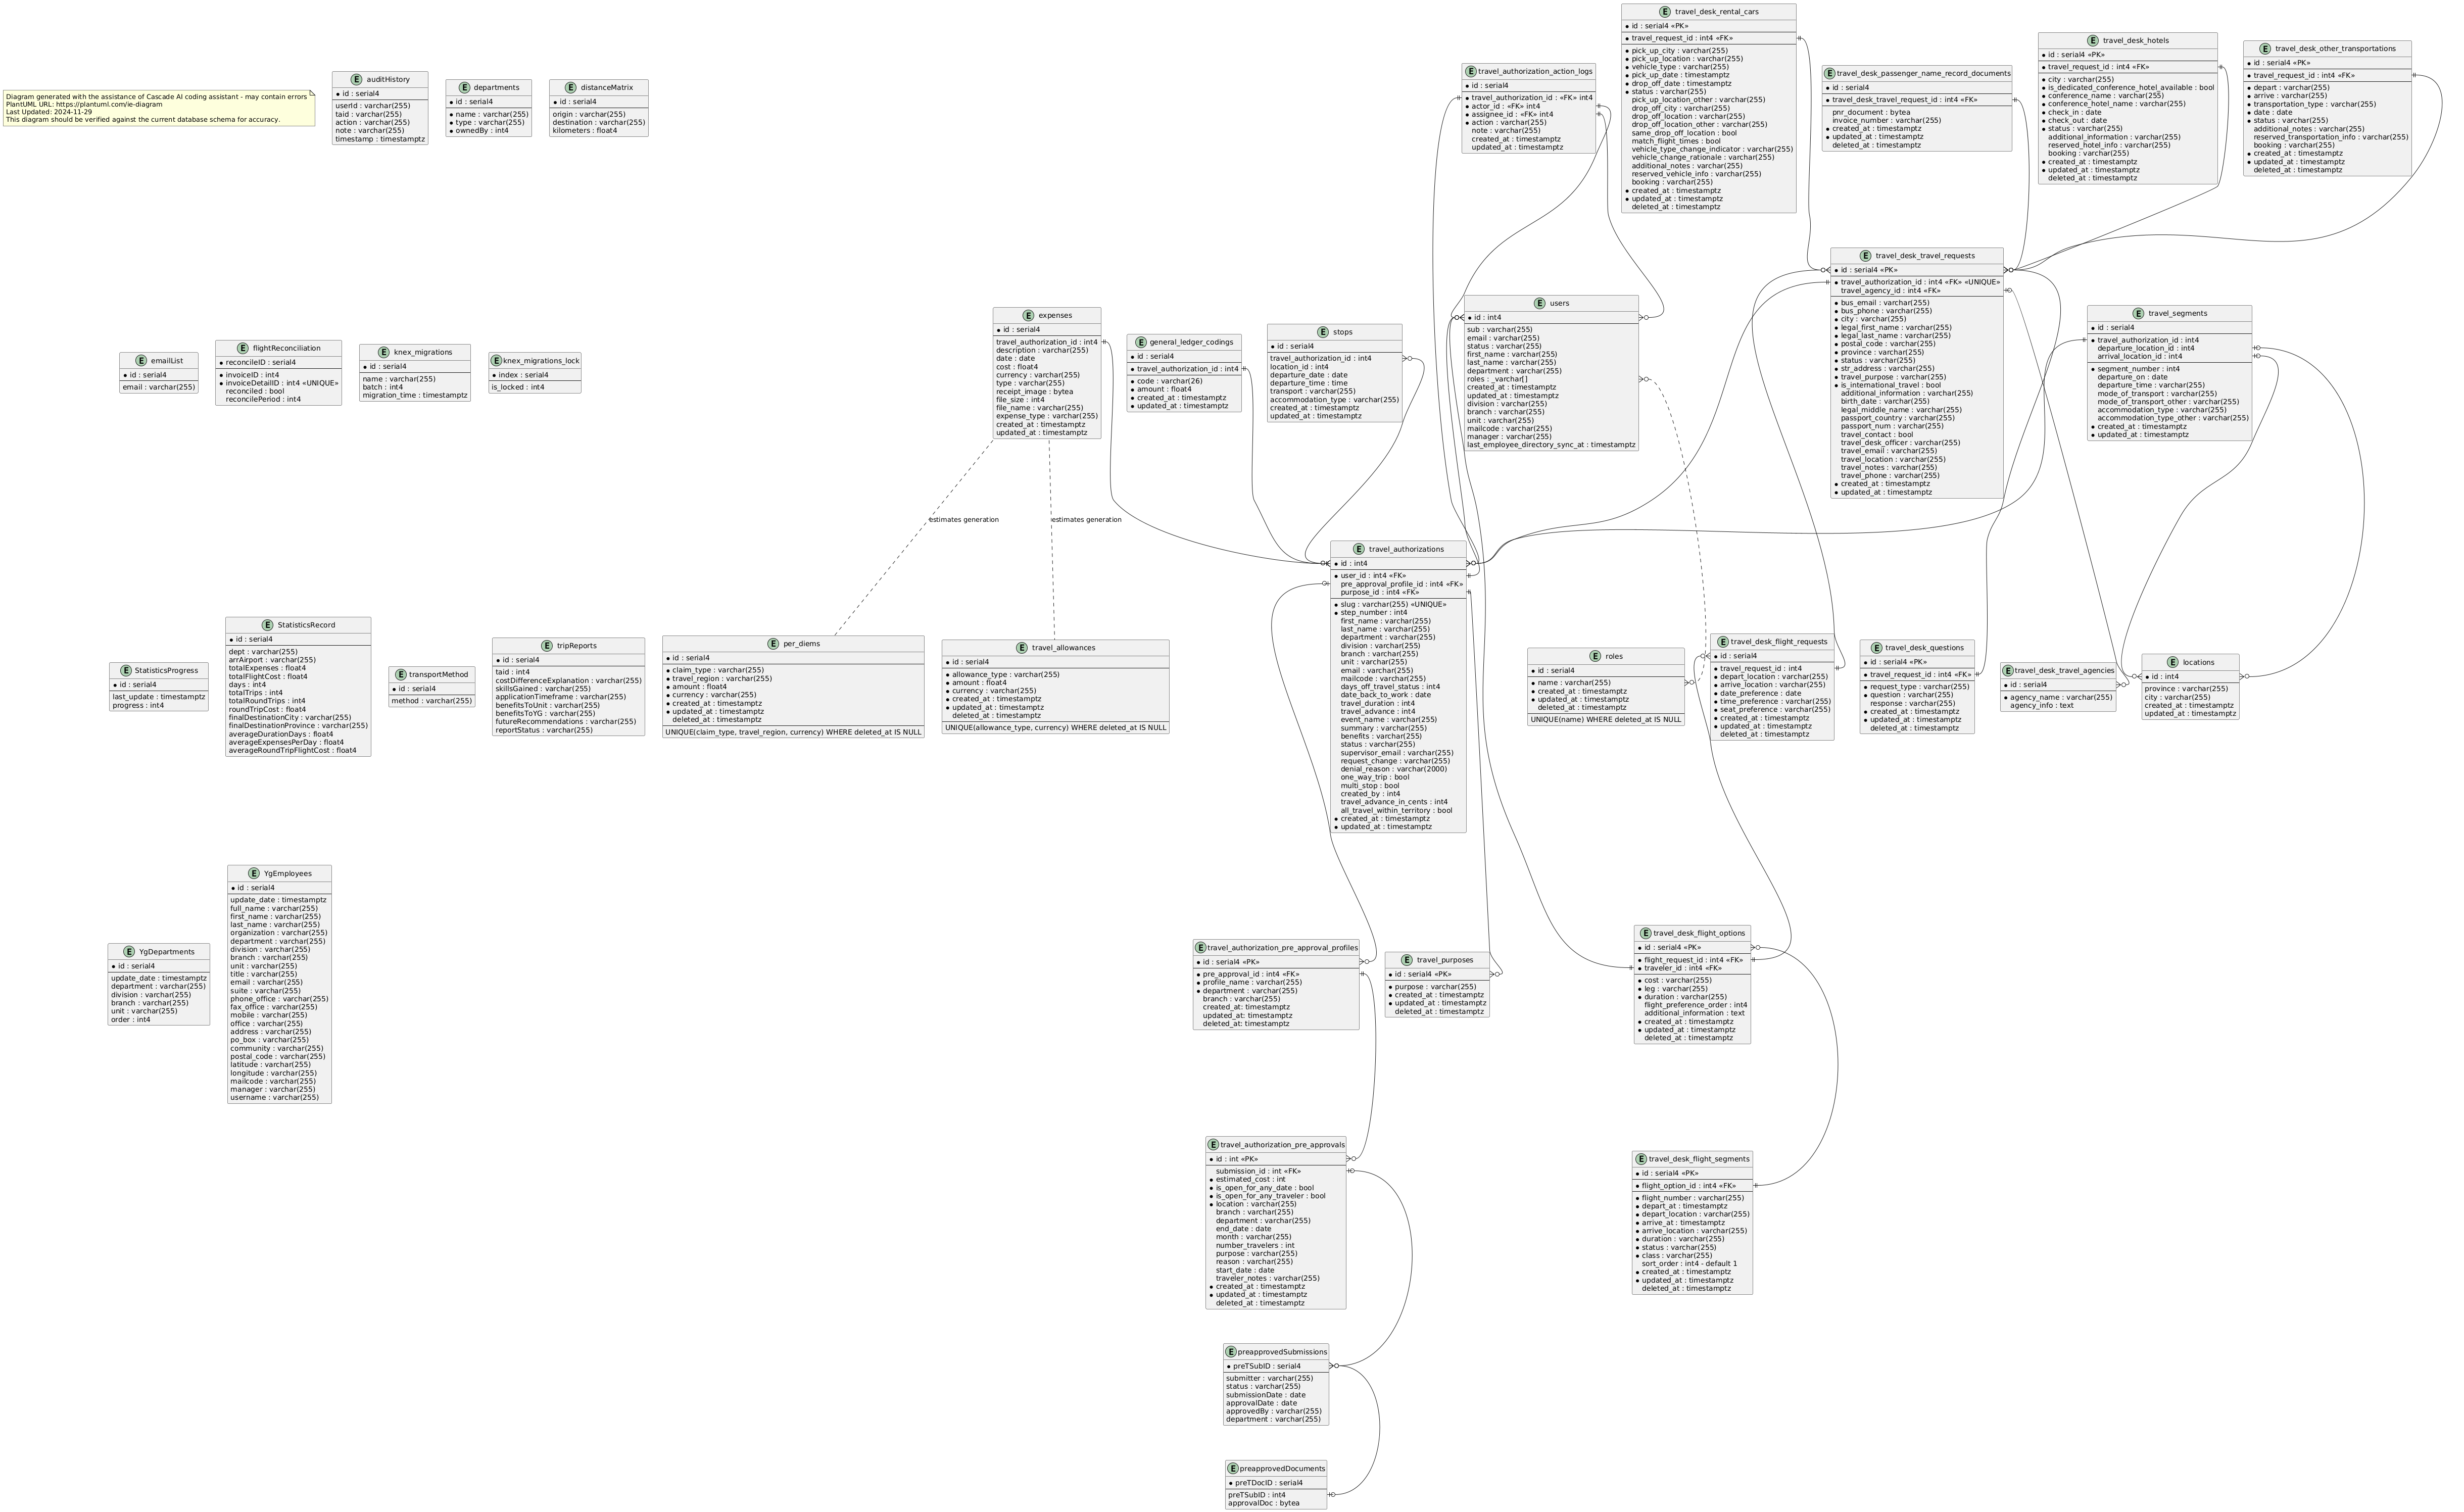 Diagram generated with the assistance of Cascade AI coding assistant - may contain errors
PlantUML URL: https://plantuml.com/ie-diagram
Last Updated: 2024-11-29
This diagram should be verified against the current database schema for accuracy.
E auditHistory
id : serial4
userId : varchar(255)
taid : varchar(255)
action : varchar(255)
note : varchar(255)
timestamp : timestamptz
E departments
id : serial4
name : varchar(255)
type : varchar(255)
ownedBy : int4
E distanceMatrix
id : serial4
origin : varchar(255)
destination : varchar(255)
kilometers : float4
E travel_authorization_action_logs
id : serial4
travel_authorization_id : «FK» int4
actor_id : «FK» int4
assignee_id : «FK» int4
action : varchar(255)
note : varchar(255)
created_at : timestamptz
updated_at : timestamptz
E travel_desk_rental_cars
id : serial4 «PK»
travel_request_id : int4 «FK»
pick_up_city : varchar(255)
pick_up_location : varchar(255)
vehicle_type : varchar(255)
pick_up_date : timestamptz
drop_off_date : timestamptz
status : varchar(255)
pick_up_location_other : varchar(255)
drop_off_city : varchar(255)
drop_off_location : varchar(255)
drop_off_location_other : varchar(255)
same_drop_off_location : bool
match_flight_times : bool
vehicle_type_change_indicator : varchar(255)
vehicle_change_rationale : varchar(255)
additional_notes : varchar(255)
reserved_vehicle_info : varchar(255)
booking : varchar(255)
created_at : timestamptz
updated_at : timestamptz
deleted_at : timestamptz
E travel_desk_passenger_name_record_documents
id : serial4
travel_desk_travel_request_id : int4 «FK»
pnr_document : bytea
invoice_number : varchar(255)
created_at : timestamptz
updated_at : timestamptz
deleted_at : timestamptz
E travel_desk_hotels
id : serial4 «PK»
travel_request_id : int4 «FK»
city : varchar(255)
is_dedicated_conference_hotel_available : bool
conference_name : varchar(255)
conference_hotel_name : varchar(255)
check_in : date
check_out : date
status : varchar(255)
additional_information : varchar(255)
reserved_hotel_info : varchar(255)
booking : varchar(255)
created_at : timestamptz
updated_at : timestamptz
deleted_at : timestamptz
E travel_desk_other_transportations
id : serial4 «PK»
travel_request_id : int4 «FK»
depart : varchar(255)
arrive : varchar(255)
transportation_type : varchar(255)
date : date
status : varchar(255)
additional_notes : varchar(255)
reserved_transportation_info : varchar(255)
booking : varchar(255)
created_at : timestamptz
updated_at : timestamptz
deleted_at : timestamptz
E emailList
id : serial4
email : varchar(255)
E flightReconciliation
reconcileID : serial4
invoiceID : int4
invoiceDetailID : int4 «UNIQUE»
reconciled : bool
reconcilePeriod : int4
E knex_migrations
id : serial4
name : varchar(255)
batch : int4
migration_time : timestamptz
E knex_migrations_lock
index : serial4
is_locked : int4
E expenses
id : serial4
travel_authorization_id : int4
description : varchar(255)
date : date
cost : float4
currency : varchar(255)
type : varchar(255)
receipt_image : bytea
file_size : int4
file_name : varchar(255)
expense_type : varchar(255)
created_at : timestamptz
updated_at : timestamptz
E general_ledger_codings
id : serial4
travel_authorization_id : int4
code : varchar(26)
amount : float4
created_at : timestamptz
updated_at : timestamptz
E stops
id : serial4
travel_authorization_id : int4
location_id : int4
departure_date : date
departure_time : time
transport : varchar(255)
accommodation_type : varchar(255)
created_at : timestamptz
updated_at : timestamptz
E users
id : int4
sub : varchar(255)
email : varchar(255)
status : varchar(255)
first_name : varchar(255)
last_name : varchar(255)
department : varchar(255)
roles : _varchar[]
created_at : timestamptz
updated_at : timestamptz
division : varchar(255)
branch : varchar(255)
unit : varchar(255)
mailcode : varchar(255)
manager : varchar(255)
last_employee_directory_sync_at : timestamptz
E travel_desk_travel_requests
id : serial4 «PK»
travel_authorization_id : int4 «FK» «UNIQUE»
travel_agency_id : int4 «FK»
bus_email : varchar(255)
bus_phone : varchar(255)
city : varchar(255)
legal_first_name : varchar(255)
legal_last_name : varchar(255)
postal_code : varchar(255)
province : varchar(255)
status : varchar(255)
str_address : varchar(255)
travel_purpose : varchar(255)
is_international_travel : bool
additional_information : varchar(255)
birth_date : varchar(255)
legal_middle_name : varchar(255)
passport_country : varchar(255)
passport_num : varchar(255)
travel_contact : bool
travel_desk_officer : varchar(255)
travel_email : varchar(255)
travel_location : varchar(255)
travel_notes : varchar(255)
travel_phone : varchar(255)
created_at : timestamptz
updated_at : timestamptz
E travel_segments
id : serial4
travel_authorization_id : int4
departure_location_id : int4
arrival_location_id : int4
segment_number : int4
departure_on : date
departure_time : varchar(255)
mode_of_transport : varchar(255)
mode_of_transport_other : varchar(255)
accommodation_type : varchar(255)
accommodation_type_other : varchar(255)
created_at : timestamptz
updated_at : timestamptz
estimates generation
estimates generation
E StatisticsProgress
id : serial4
last_update : timestamptz
progress : int4
E StatisticsRecord
id : serial4
dept : varchar(255)
arrAirport : varchar(255)
totalExpenses : float4
totalFlightCost : float4
days : int4
totalTrips : int4
totalRoundTrips : int4
roundTripCost : float4
finalDestinationCity : varchar(255)
finalDestinationProvince : varchar(255)
averageDurationDays : float4
averageExpensesPerDay : float4
averageRoundTripFlightCost : float4
E transportMethod
id : serial4
method : varchar(255)
E tripReports
id : serial4
taid : int4
costDifferenceExplanation : varchar(255)
skillsGained : varchar(255)
applicationTimeframe : varchar(255)
benefitsToUnit : varchar(255)
benefitsToYG : varchar(255)
futureRecommendations : varchar(255)
reportStatus : varchar(255)
E per_diems
id : serial4
claim_type : varchar(255)
travel_region : varchar(255)
amount : float4
currency : varchar(255)
created_at : timestamptz
updated_at : timestamptz
deleted_at : timestamptz
UNIQUE(claim_type, travel_region, currency) WHERE deleted_at IS NULL
E travel_allowances
id : serial4
allowance_type : varchar(255)
amount : float4
currency : varchar(255)
created_at : timestamptz
updated_at : timestamptz
deleted_at : timestamptz
UNIQUE(allowance_type, currency) WHERE deleted_at IS NULL
E travel_authorizations
id : int4
user_id : int4 «FK»
pre_approval_profile_id : int4 «FK»
purpose_id : int4 «FK»
slug : varchar(255) «UNIQUE»
step_number : int4
first_name : varchar(255)
last_name : varchar(255)
department : varchar(255)
division : varchar(255)
branch : varchar(255)
unit : varchar(255)
email : varchar(255)
mailcode : varchar(255)
days_off_travel_status : int4
date_back_to_work : date
travel_duration : int4
travel_advance : int4
event_name : varchar(255)
summary : varchar(255)
benefits : varchar(255)
status : varchar(255)
supervisor_email : varchar(255)
request_change : varchar(255)
denial_reason : varchar(2000)
one_way_trip : bool
multi_stop : bool
created_by : int4
travel_advance_in_cents : int4
all_travel_within_territory : bool
created_at : timestamptz
updated_at : timestamptz
E roles
id : serial4
name : varchar(255)
created_at : timestamptz
updated_at : timestamptz
deleted_at : timestamptz
UNIQUE(name) WHERE deleted_at IS NULL
E travel_desk_flight_requests
id : serial4
travel_request_id : int4
depart_location : varchar(255)
arrive_location : varchar(255)
date_preference : date
time_preference : varchar(255)
seat_preference : varchar(255)
created_at : timestamptz
updated_at : timestamptz
deleted_at : timestamptz
E travel_desk_questions
id : serial4 «PK»
travel_request_id : int4 «FK»
request_type : varchar(255)
question : varchar(255)
response : varchar(255)
created_at : timestamptz
updated_at : timestamptz
deleted_at : timestamptz
E travel_desk_travel_agencies
id : serial4
agency_name : varchar(255)
agency_info : text
E locations
id : int4
province : varchar(255)
city : varchar(255)
created_at : timestamptz
updated_at : timestamptz
E YgDepartments
id : serial4
update_date : timestamptz
department : varchar(255)
division : varchar(255)
branch : varchar(255)
unit : varchar(255)
order : int4
E YgEmployees
id : serial4
update_date : timestamptz
full_name : varchar(255)
first_name : varchar(255)
last_name : varchar(255)
organization : varchar(255)
department : varchar(255)
division : varchar(255)
branch : varchar(255)
unit : varchar(255)
title : varchar(255)
email : varchar(255)
suite : varchar(255)
phone_office : varchar(255)
fax_office : varchar(255)
mobile : varchar(255)
office : varchar(255)
address : varchar(255)
po_box : varchar(255)
community : varchar(255)
postal_code : varchar(255)
latitude : varchar(255)
longitude : varchar(255)
mailcode : varchar(255)
manager : varchar(255)
username : varchar(255)
E travel_authorization_pre_approval_profiles
id : serial4 «PK»
pre_approval_id : int4 «FK»
profile_name : varchar(255)
department : varchar(255)
branch : varchar(255)
created_at: timestamptz
updated_at: timestamptz
deleted_at: timestamptz
E travel_purposes
id : serial4 «PK»
purpose : varchar(255)
created_at : timestamptz
updated_at : timestamptz
deleted_at : timestamptz
E travel_desk_flight_options
id : serial4 «PK»
flight_request_id : int4 «FK»
traveler_id : int4 «FK»
cost : varchar(255)
leg : varchar(255)
duration : varchar(255)
flight_preference_order : int4
additional_information : text
created_at : timestamptz
updated_at : timestamptz
deleted_at : timestamptz
E travel_authorization_pre_approvals
id : int «PK»
submission_id : int «FK»
estimated_cost : int
is_open_for_any_date : bool
is_open_for_any_traveler : bool
location : varchar(255)
branch : varchar(255)
department : varchar(255)
end_date : date
month : varchar(255)
number_travelers : int
purpose : varchar(255)
reason : varchar(255)
start_date : date
traveler_notes : varchar(255)
created_at : timestamptz
updated_at : timestamptz
deleted_at : timestamptz
E travel_desk_flight_segments
id : serial4 «PK»
flight_option_id : int4 «FK»
flight_number : varchar(255)
depart_at : timestamptz
depart_location : varchar(255)
arrive_at : timestamptz
arrive_location : varchar(255)
duration : varchar(255)
status : varchar(255)
class : varchar(255)
sort_order : int4 - default 1
created_at : timestamptz
updated_at : timestamptz
deleted_at : timestamptz
E preapprovedSubmissions
preTSubID : serial4
submitter : varchar(255)
status : varchar(255)
submissionDate : date
approvalDate : date
approvedBy : varchar(255)
department : varchar(255)
E preapprovedDocuments
preTDocID : serial4
preTSubID : int4
approvalDoc : bytea